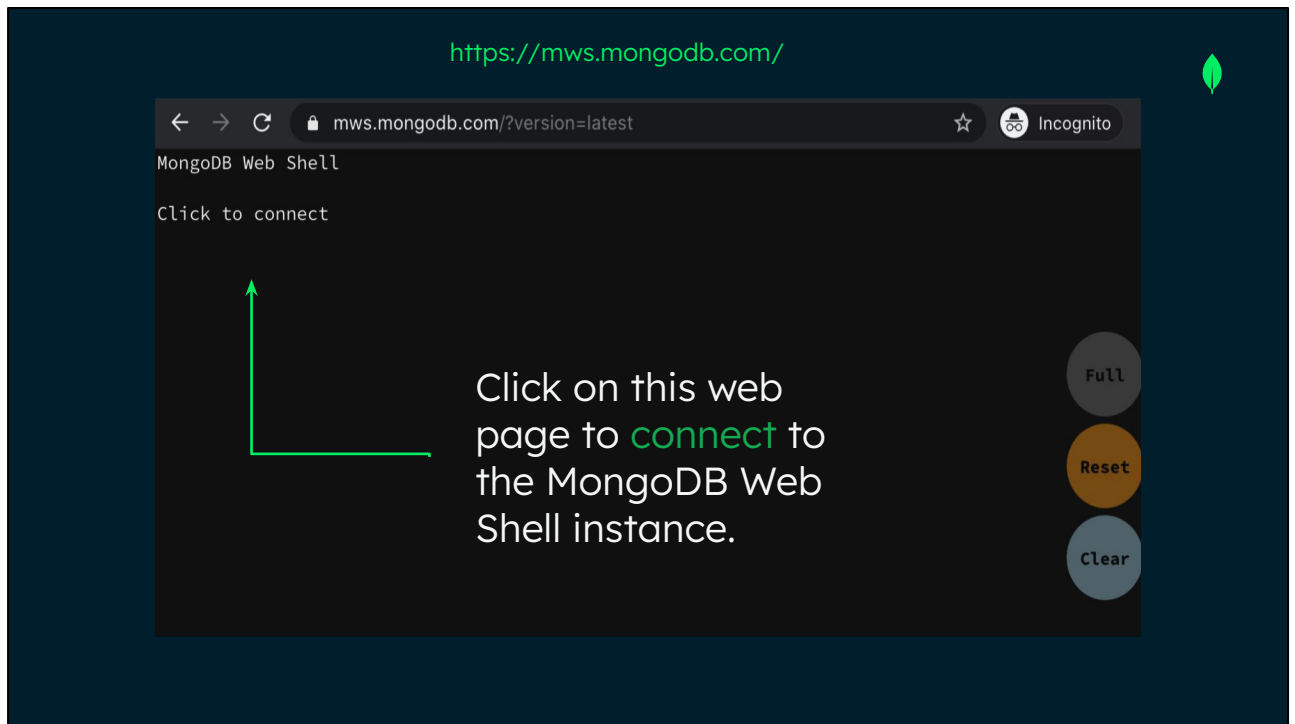 https://mws.mongodb.com/
mws.mongodb.com/?version=latest
Incognito
MongoDB Web Shell
Click to connect
Click on this web
page to connect to
the MongoDB Web
Shell instance.
Full
Reset
Clear